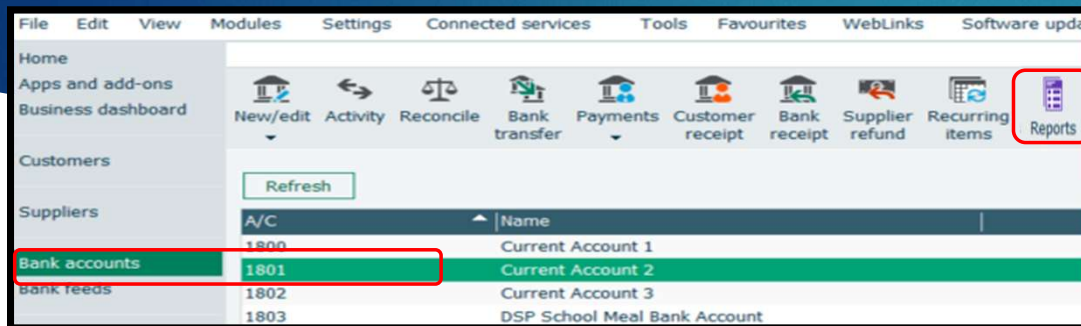 File Edit View Modules Settings Connected services Tools Favourites WebLinks Software upda
Home
Apps and add-ons
Business dashboard
Customers
Suppliers
Bank accounts
Bank feeds
New/edit Activity Reconcile Bank transfer Payments Customer receipt Bank receipt Supplier refund Recurring items Reports
Refresh
A/C Name
1800 Current Account 1
1801 Current Account 2
1802 Current Account 3
1803 DSP School Meal Bank Account